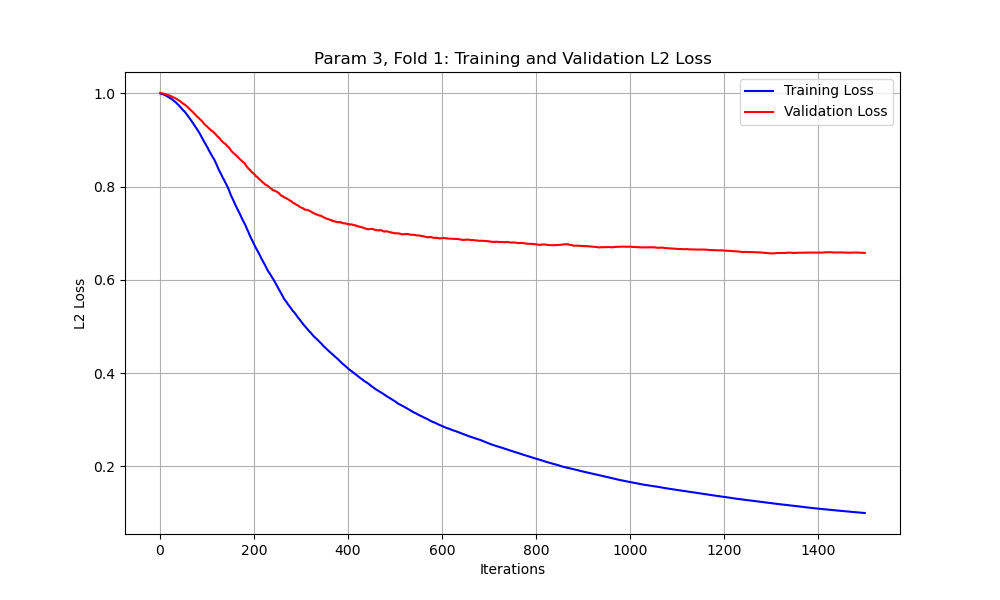 Param 3, Fold 1: Training and Validation L2 Loss
Training Loss
Validation Loss
L2 Loss
1.0
0.8
0.6
0.4
0.2
0 200 400 600 800 1000 1200 1400
Iterations